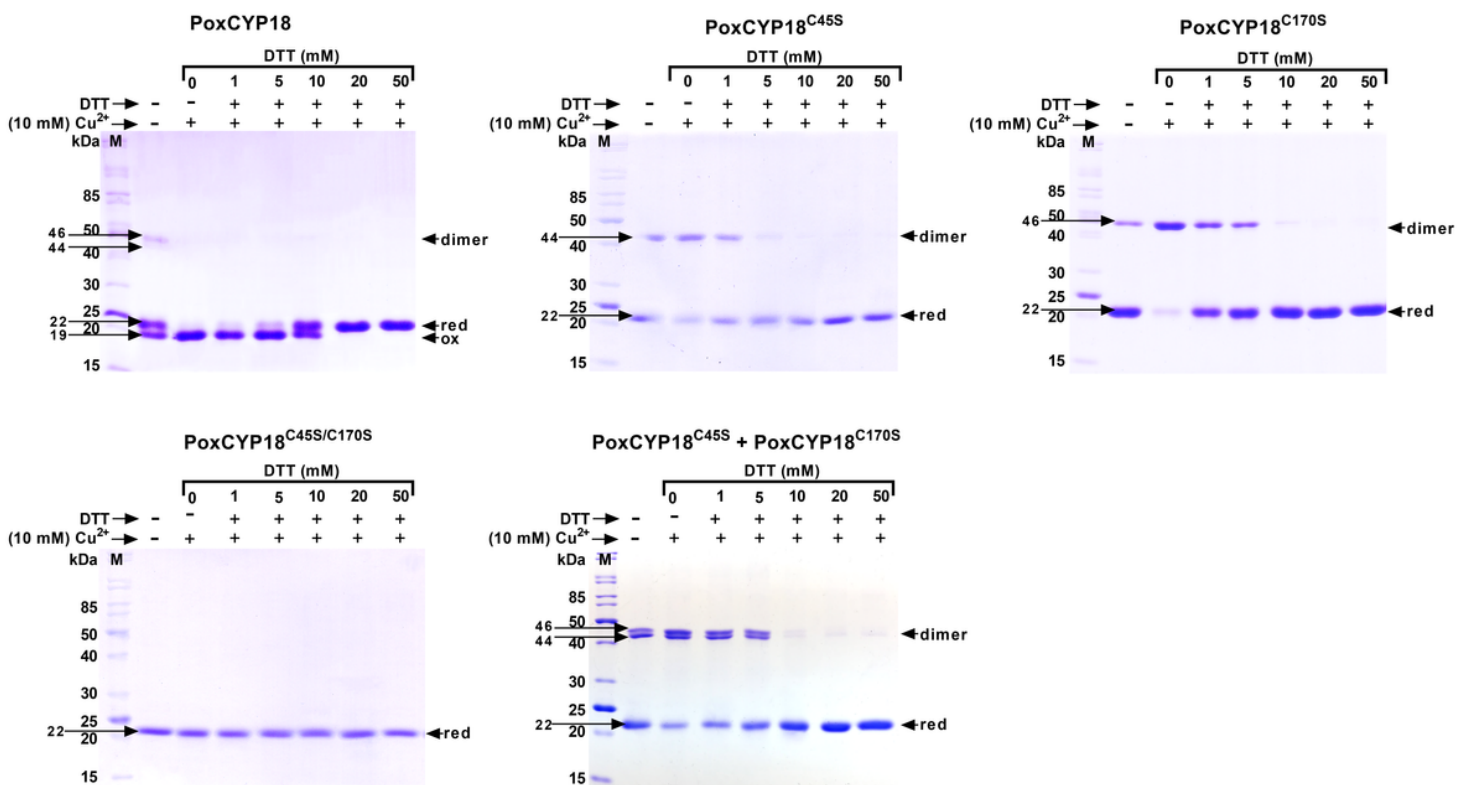 PoxCYP18
DTT (mM)
0 1 5 10 20 50
DTT - - + + + + +
(10 mM) Cu2+ - + + + + + +
kDa M
85
50
46
44
40
30
25
22
20
19
15
dimer
red
ox
PoxCYP18C45S
DTT (mM)
0 1 5 10 20 50
DTT - - + + + + +
(10 mM) Cu2+ - + + + + + +
kDa M
85
50
44
40
30
25
22
20
15
dimer
red
PoxCYP18C170S
DTT (mM)
0 1 5 10 20 50
DTT - - + + + + +
(10 mM) Cu2+ - + + + + + +
kDa M
85
50
46
40
30
25
22
20
15
dimer
red
PoxCYP18C45S/C170S
DTT (mM)
0 1 5 10 20 50
DTT - - + + + + +
(10 mM) Cu2+ - + + + + + +
kDa M
85
50
40
30
25
22
20
15
red
PoxCYP18C45S + PoxCYP18C170S
DTT (mM)
0 1 5 10 20 50
DTT - - + + + + +
(10 mM) Cu2+ - + + + + + +
kDa M
85
50
46
44
40
30
25
22
20
15
dimer
red